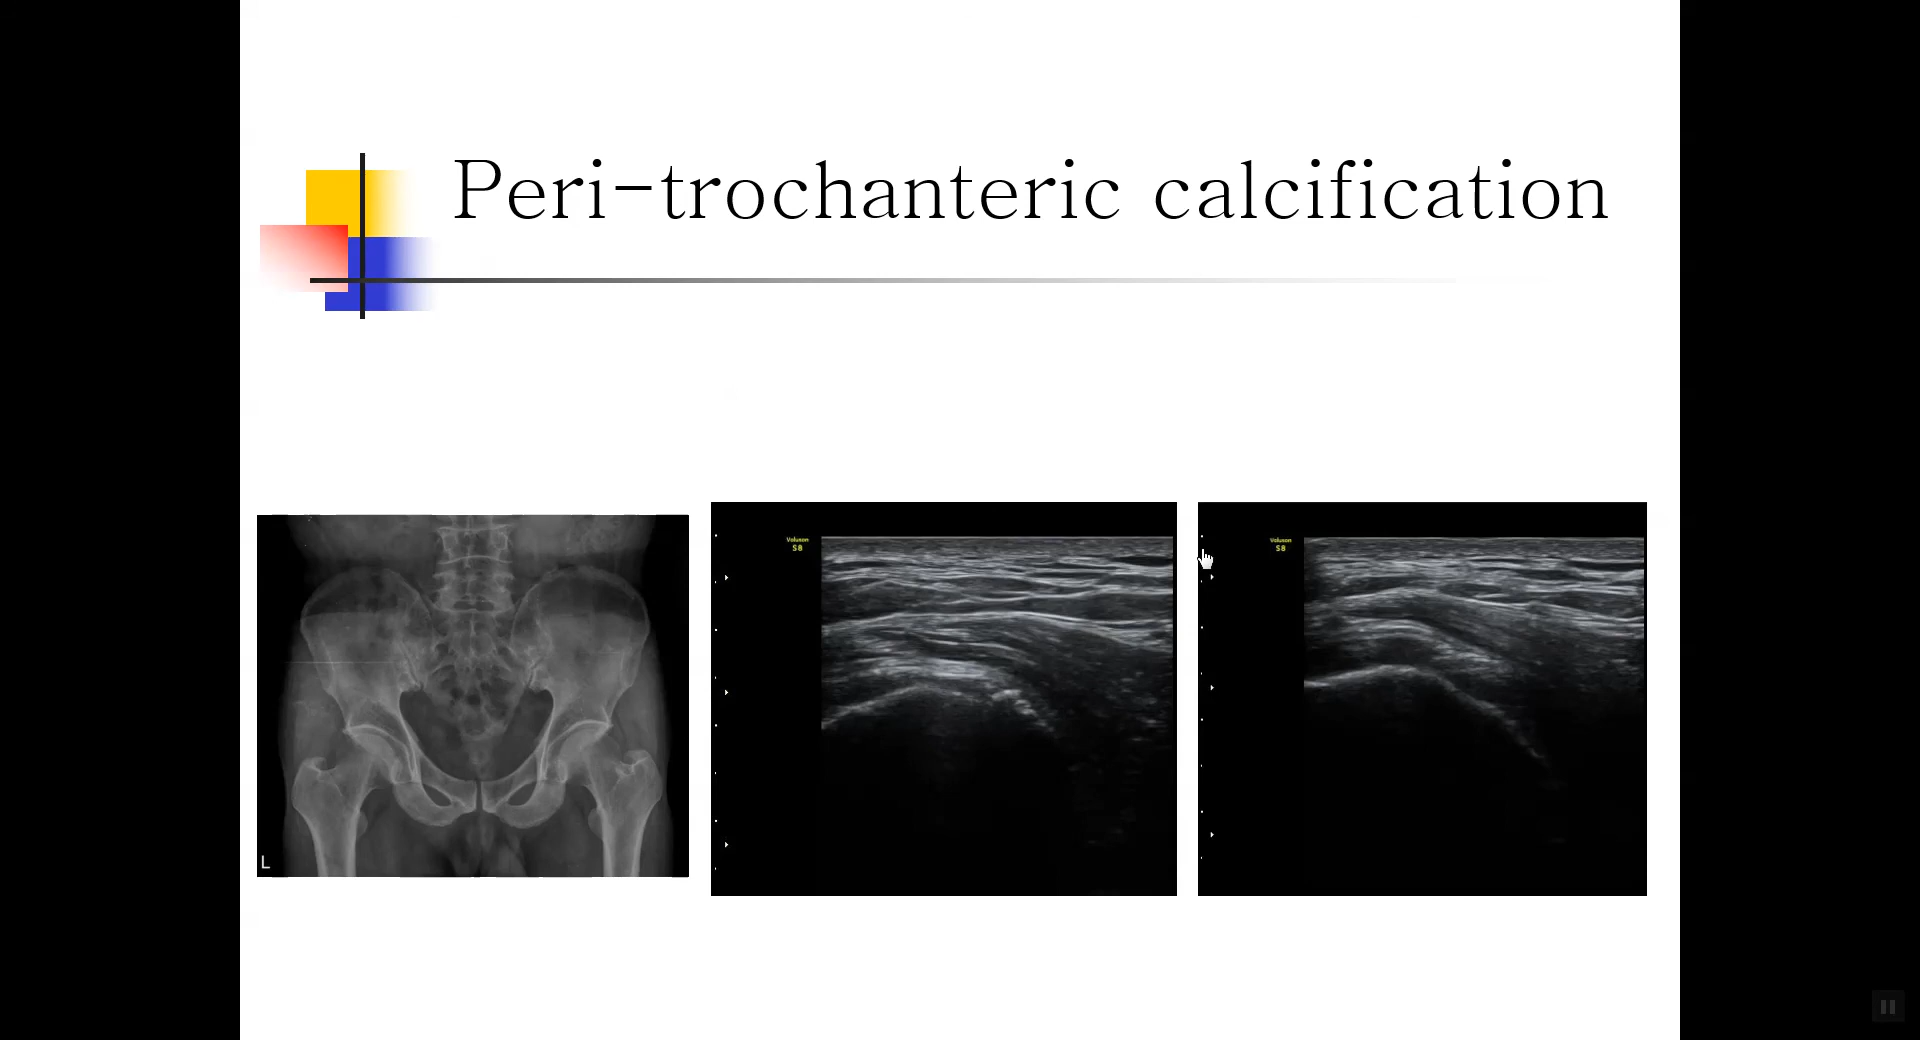 Peri-trochanteric calcification
Voluson
S8
Voluson
S8
L